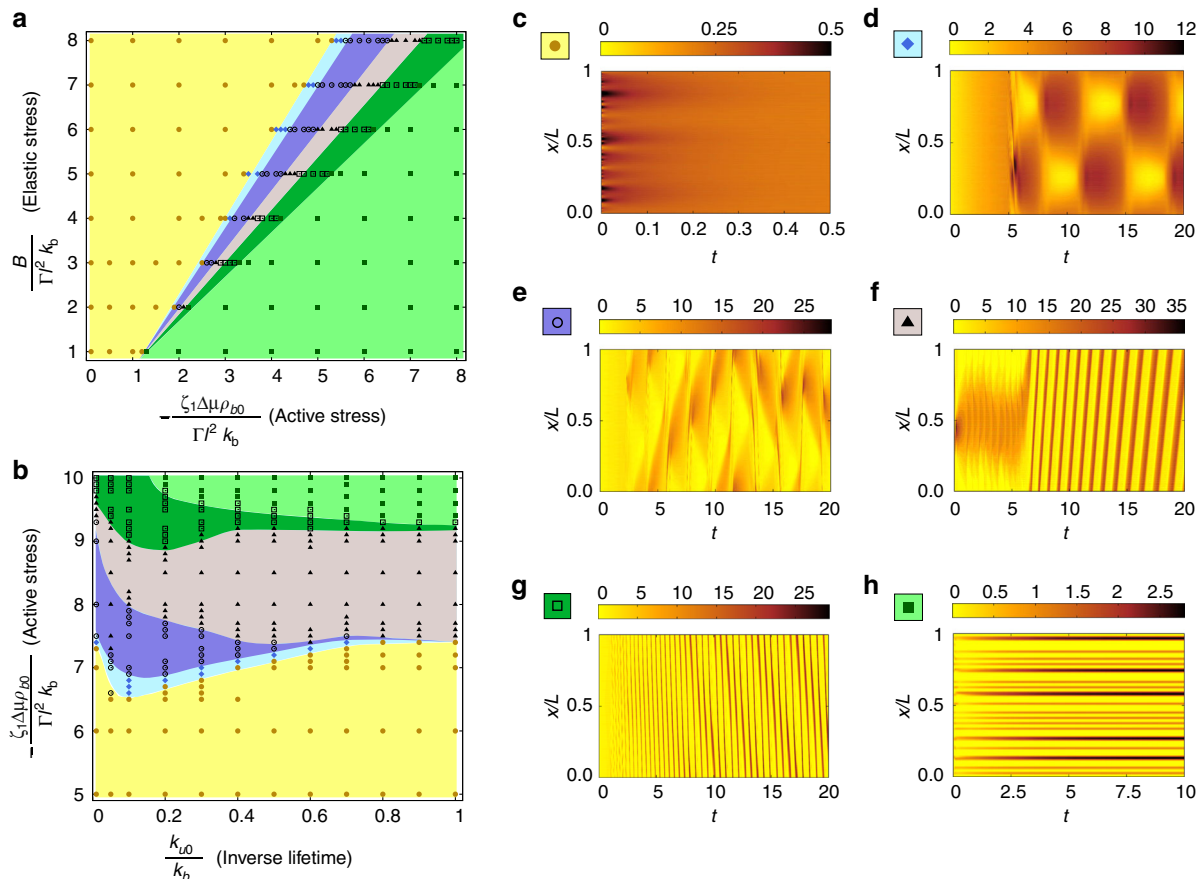 a
8
7
6
5
4
3
2
1
0 1 2 3 4 5 6 7 8
B
Γl² k_b
(Elastic stress)
− ζ₁Δμρ_b0
Γl² k_b
(Active stress)
b
10
9
8
7
6
5
0 0.2 0.4 0.6 0.8 1
− ζ₁Δμρ_b0
Γl² k_b
(Active stress)
k_u0
k_b
(Inverse lifetime)
c
0 0.25 0.5
1
0.5
0.0
x/L
0 0.1 0.2 0.3 0.4 0.5
t
d
0 2 4 6 8 10 12
1
0.5
0.0
x/L
0 5 10 15 20
t
e
0 5 10 15 20 25
1
0.5
0.0
x/L
0 5 10 15 20
t
f
0 5 10 15 20 25 30 35
1
0.5
0.0
x/L
0 5 10 15 20
t
g
0 5 10 15 20 25
1
0.5
0.0
x/L
0 5 10 15 20
t
h
0 0.5 1 1.5 2 2.5
1
0.5
0.0
x/L
0 2.5 5 7.5 10
t